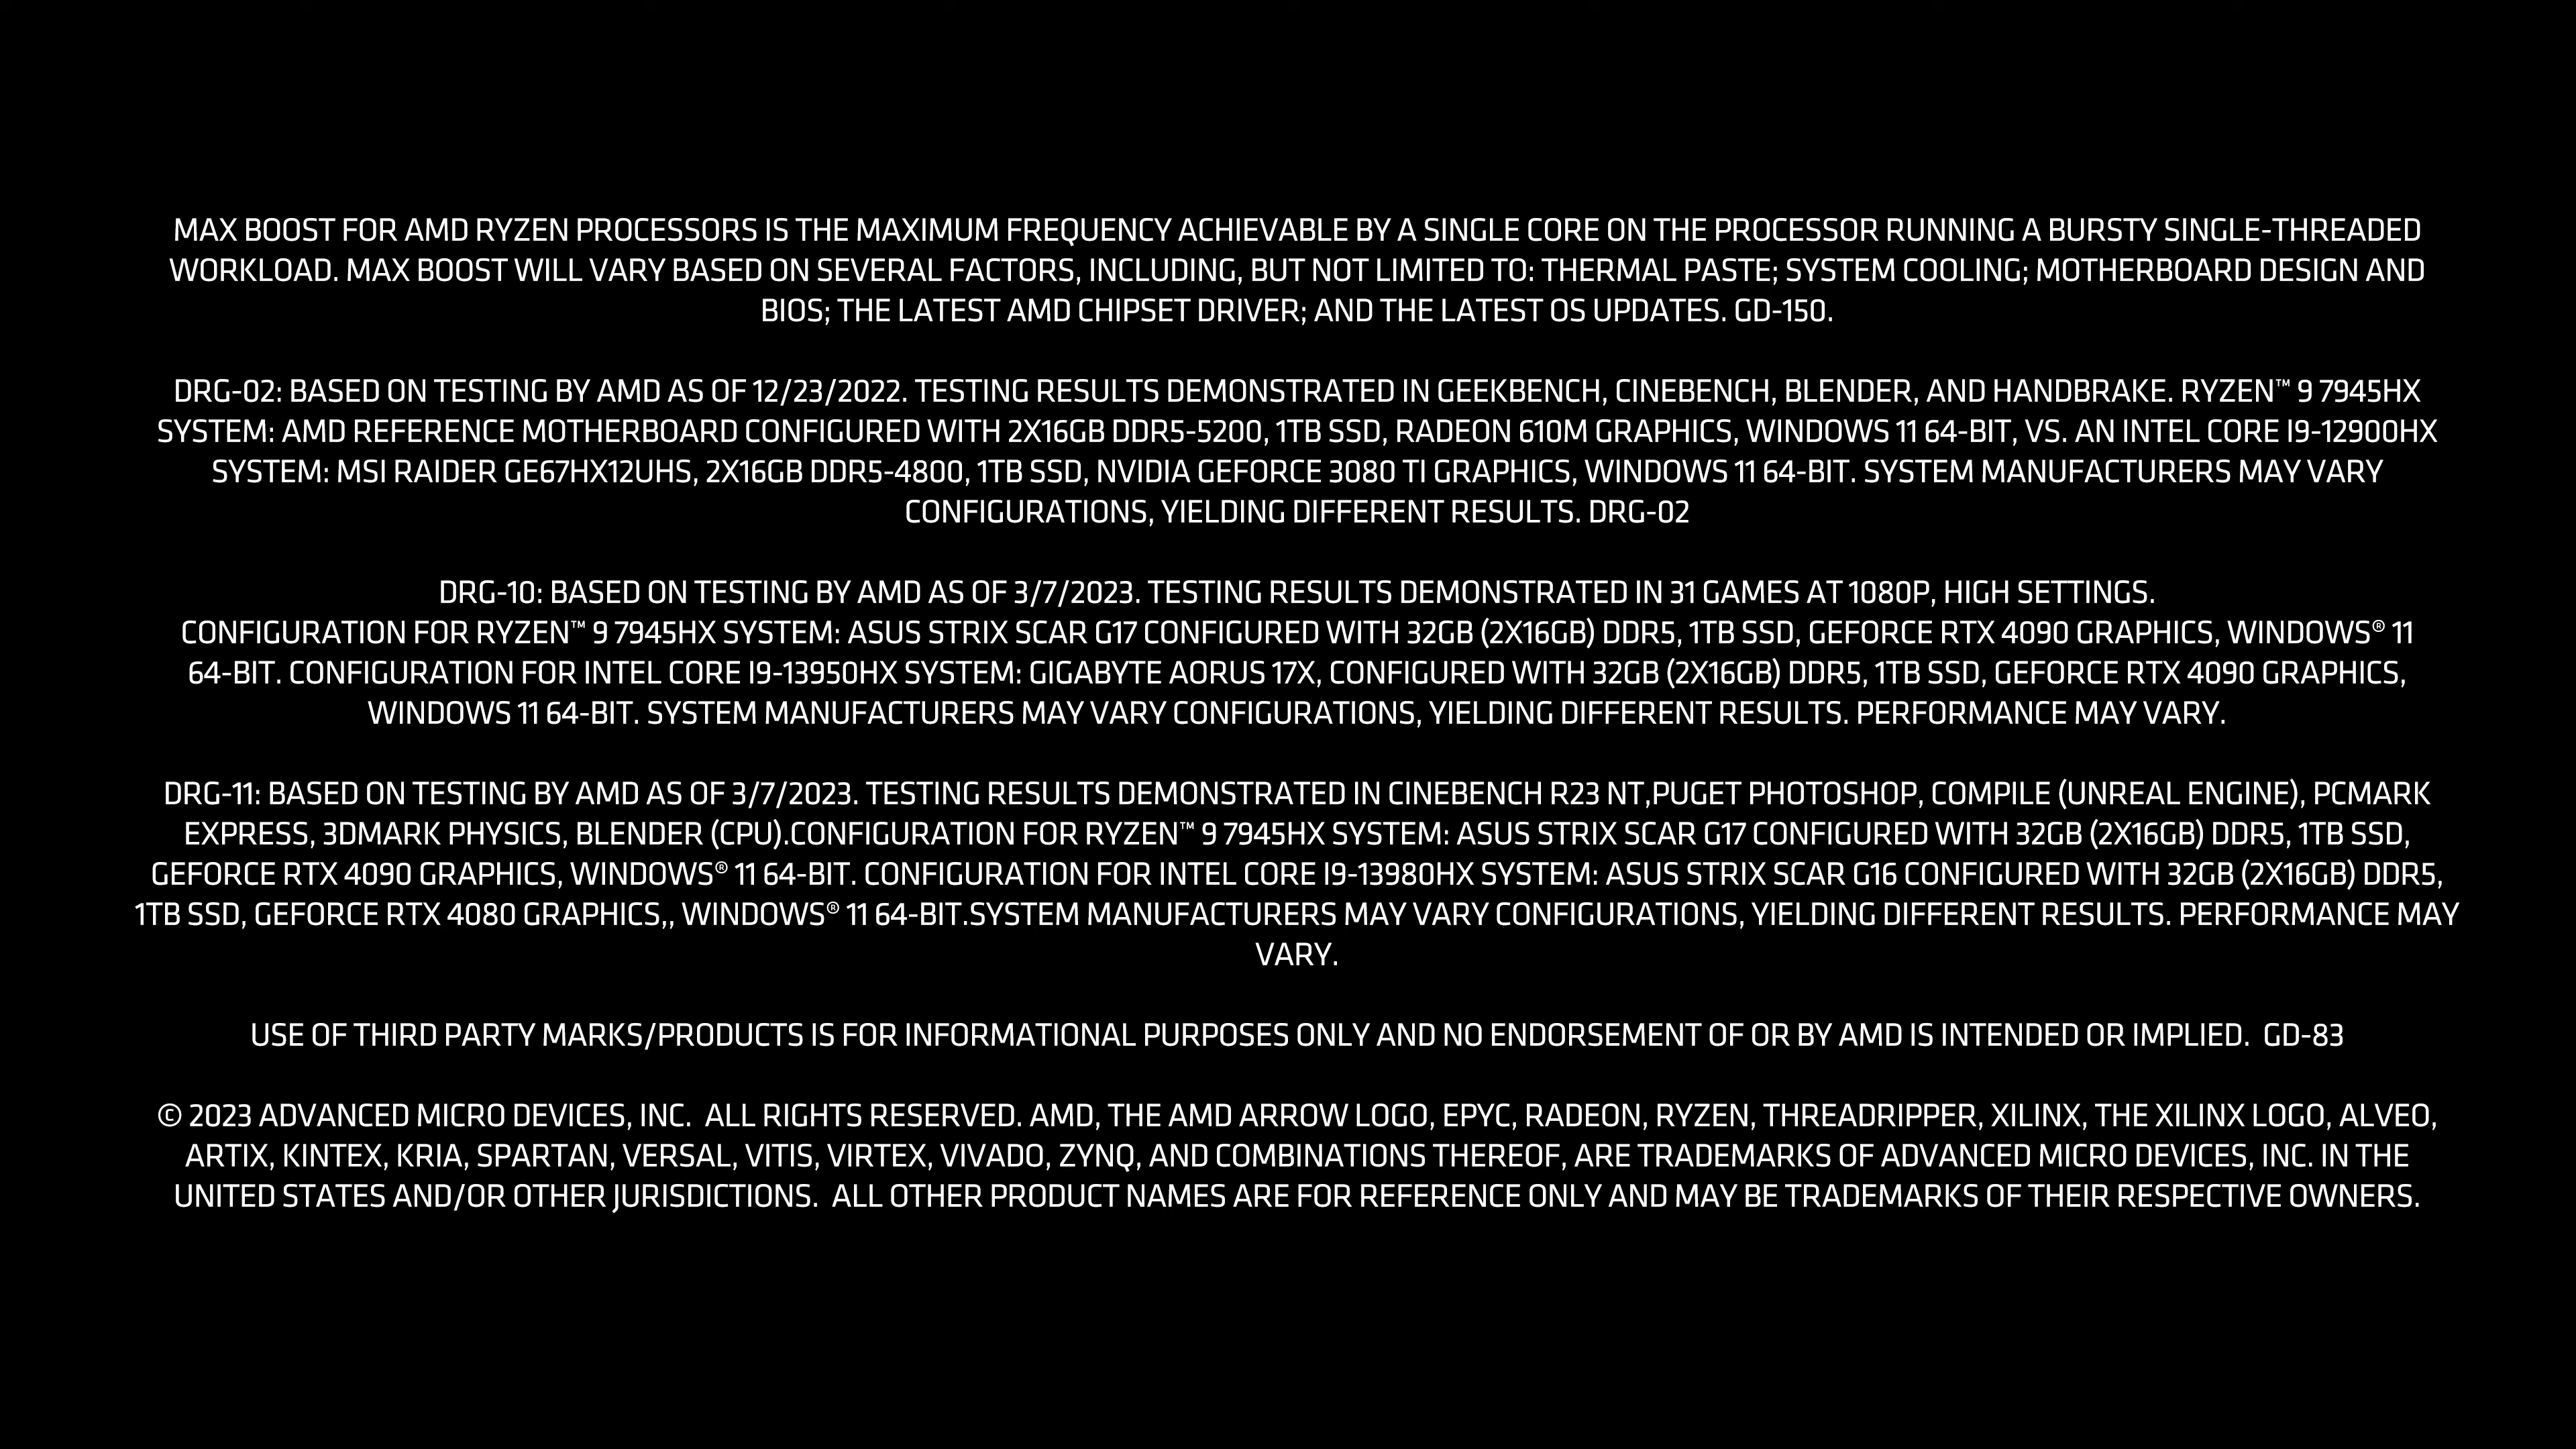 MAX BOOST FOR AMD RYZEN PROCESSORS IS THE MAXIMUM FREQUENCY ACHIEVABLE BY A SINGLE CORE ON THE PROCESSOR RUNNING A BURSTY SINGLE-THREADED
WORKLOAD. MAX BOOST WILL VARY BASED ON SEVERAL FACTORS, INCLUDING, BUT NOT LIMITED TO: THERMAL PASTE; SYSTEM COOLING; MOTHERBOARD DESIGN AND
BIOS; THE LATEST AMD CHIPSET DRIVER; AND THE LATEST OS UPDATES. GD-150.
DRG-02: BASED ON TESTING BY AMD AS OF 12/23/2022. TESTING RESULTS DEMONSTRATED IN GEEKBENCH, CINEBENCH, BLENDER, AND HANDBRAKE. RYZEN™ 9 7945HX
SYSTEM: AMD REFERENCE MOTHERBOARD CONFIGURED WITH 2X16GB DDR5-5200, 1TB SSD, RADEON 610M GRAPHICS, WINDOWS 11 64-BIT, VS. AN INTEL CORE I9-12900HX
SYSTEM: MSI RAIDER GE67HX12UHS, 2X16GB DDR5-4800, 1TB SSD, NVIDIA GEFORCE 3080 TI GRAPHICS, WINDOWS 11 64-BIT. SYSTEM MANUFACTURERS MAY VARY
CONFIGURATIONS, YIELDING DIFFERENT RESULTS. DRG-02
DRG-10: BASED ON TESTING BY AMD AS OF 3/7/2023. TESTING RESULTS DEMONSTRATED IN 31 GAMES AT 1080P, HIGH SETTINGS.
CONFIGURATION FOR RYZEN™ 9 7945HX SYSTEM: ASUS STRIX SCAR G17 CONFIGURED WITH 32GB (2X16GB) DDR5, 1TB SSD, GEFORCE RTX 4090 GRAPHICS, WINDOWS® 11
64-BIT. CONFIGURATION FOR INTEL CORE I9-13950HX SYSTEM: GIGABYTE AORUS 17X, CONFIGURED WITH 32GB (2X16GB) DDR5, 1TB SSD, GEFORCE RTX 4090 GRAPHICS,
WINDOWS 11 64-BIT. SYSTEM MANUFACTURERS MAY VARY CONFIGURATIONS, YIELDING DIFFERENT RESULTS. PERFORMANCE MAY VARY.
DRG-11: BASED ON TESTING BY AMD AS OF 3/7/2023. TESTING RESULTS DEMONSTRATED IN CINEBENCH R23 NT,PUGET PHOTOSHOP, COMPILE (UNREAL ENGINE), PCMARK
EXPRESS, 3DMARK PHYSICS, BLENDER (CPU).CONFIGURATION FOR RYZEN™ 9 7945HX SYSTEM: ASUS STRIX SCAR G17 CONFIGURED WITH 32GB (2X16GB) DDR5, 1TB SSD,
GEFORCE RTX 4090 GRAPHICS, WINDOWS® 11 64-BIT. CONFIGURATION FOR INTEL CORE I9-13980HX SYSTEM: ASUS STRIX SCAR G16 CONFIGURED WITH 32GB (2X16GB) DDR5,
1TB SSD, GEFORCE RTX 4080 GRAPHICS,, WINDOWS® 11 64-BIT.SYSTEM MANUFACTURERS MAY VARY CONFIGURATIONS, YIELDING DIFFERENT RESULTS. PERFORMANCE MAY
VARY.
USE OF THIRD PARTY MARKS/PRODUCTS IS FOR INFORMATIONAL PURPOSES ONLY AND NO ENDORSEMENT OF OR BY AMD IS INTENDED OR IMPLIED.  GD-83
© 2023 ADVANCED MICRO DEVICES, INC.  ALL RIGHTS RESERVED. AMD, THE AMD ARROW LOGO, EPYC, RADEON, RYZEN, THREADRIPPER, XILINX, THE XILINX LOGO, ALVEO,
ARTIX, KINTEX, KRIA, SPARTAN, VERSAL, VITIS, VIRTEX, VIVADO, ZYNQ, AND COMBINATIONS THEREOF, ARE TRADEMARKS OF ADVANCED MICRO DEVICES, INC. IN THE
UNITED STATES AND/OR OTHER JURISDICTIONS.  ALL OTHER PRODUCT NAMES ARE FOR REFERENCE ONLY AND MAY BE TRADEMARKS OF THEIR RESPECTIVE OWNERS.